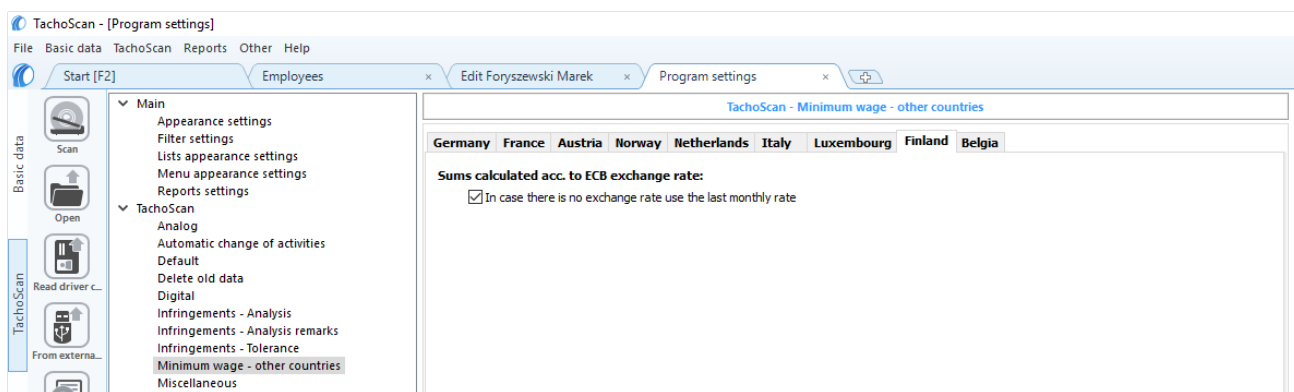 TachoScan - [Program settings]
File Basic data TachoScan Reports Other Help
Start [F2] Employees × Edit Foryszewski Marek × Program settings ×
Basic data
TachoScan
Scan
Open
Read driver c...
From externa...
Main
Appearance settings
Filter settings
Lists appearance settings
Menu appearance settings
Reports settings
TachoScan
Analog
Automatic change of activities
Default
Delete old data
Digital
Infringements - Analysis
Infringements - Analysis remarks
Infringements - Tolerance
Minimum wage - other countries
Miscellaneous
TachoScan - Minimum wage - other countries
Germany France Austria Norway Netherlands Italy Luxembourg Finland Belgia
Sums calculated acc. to ECB exchange rate:
In case there is no exchange rate use the last monthly rate